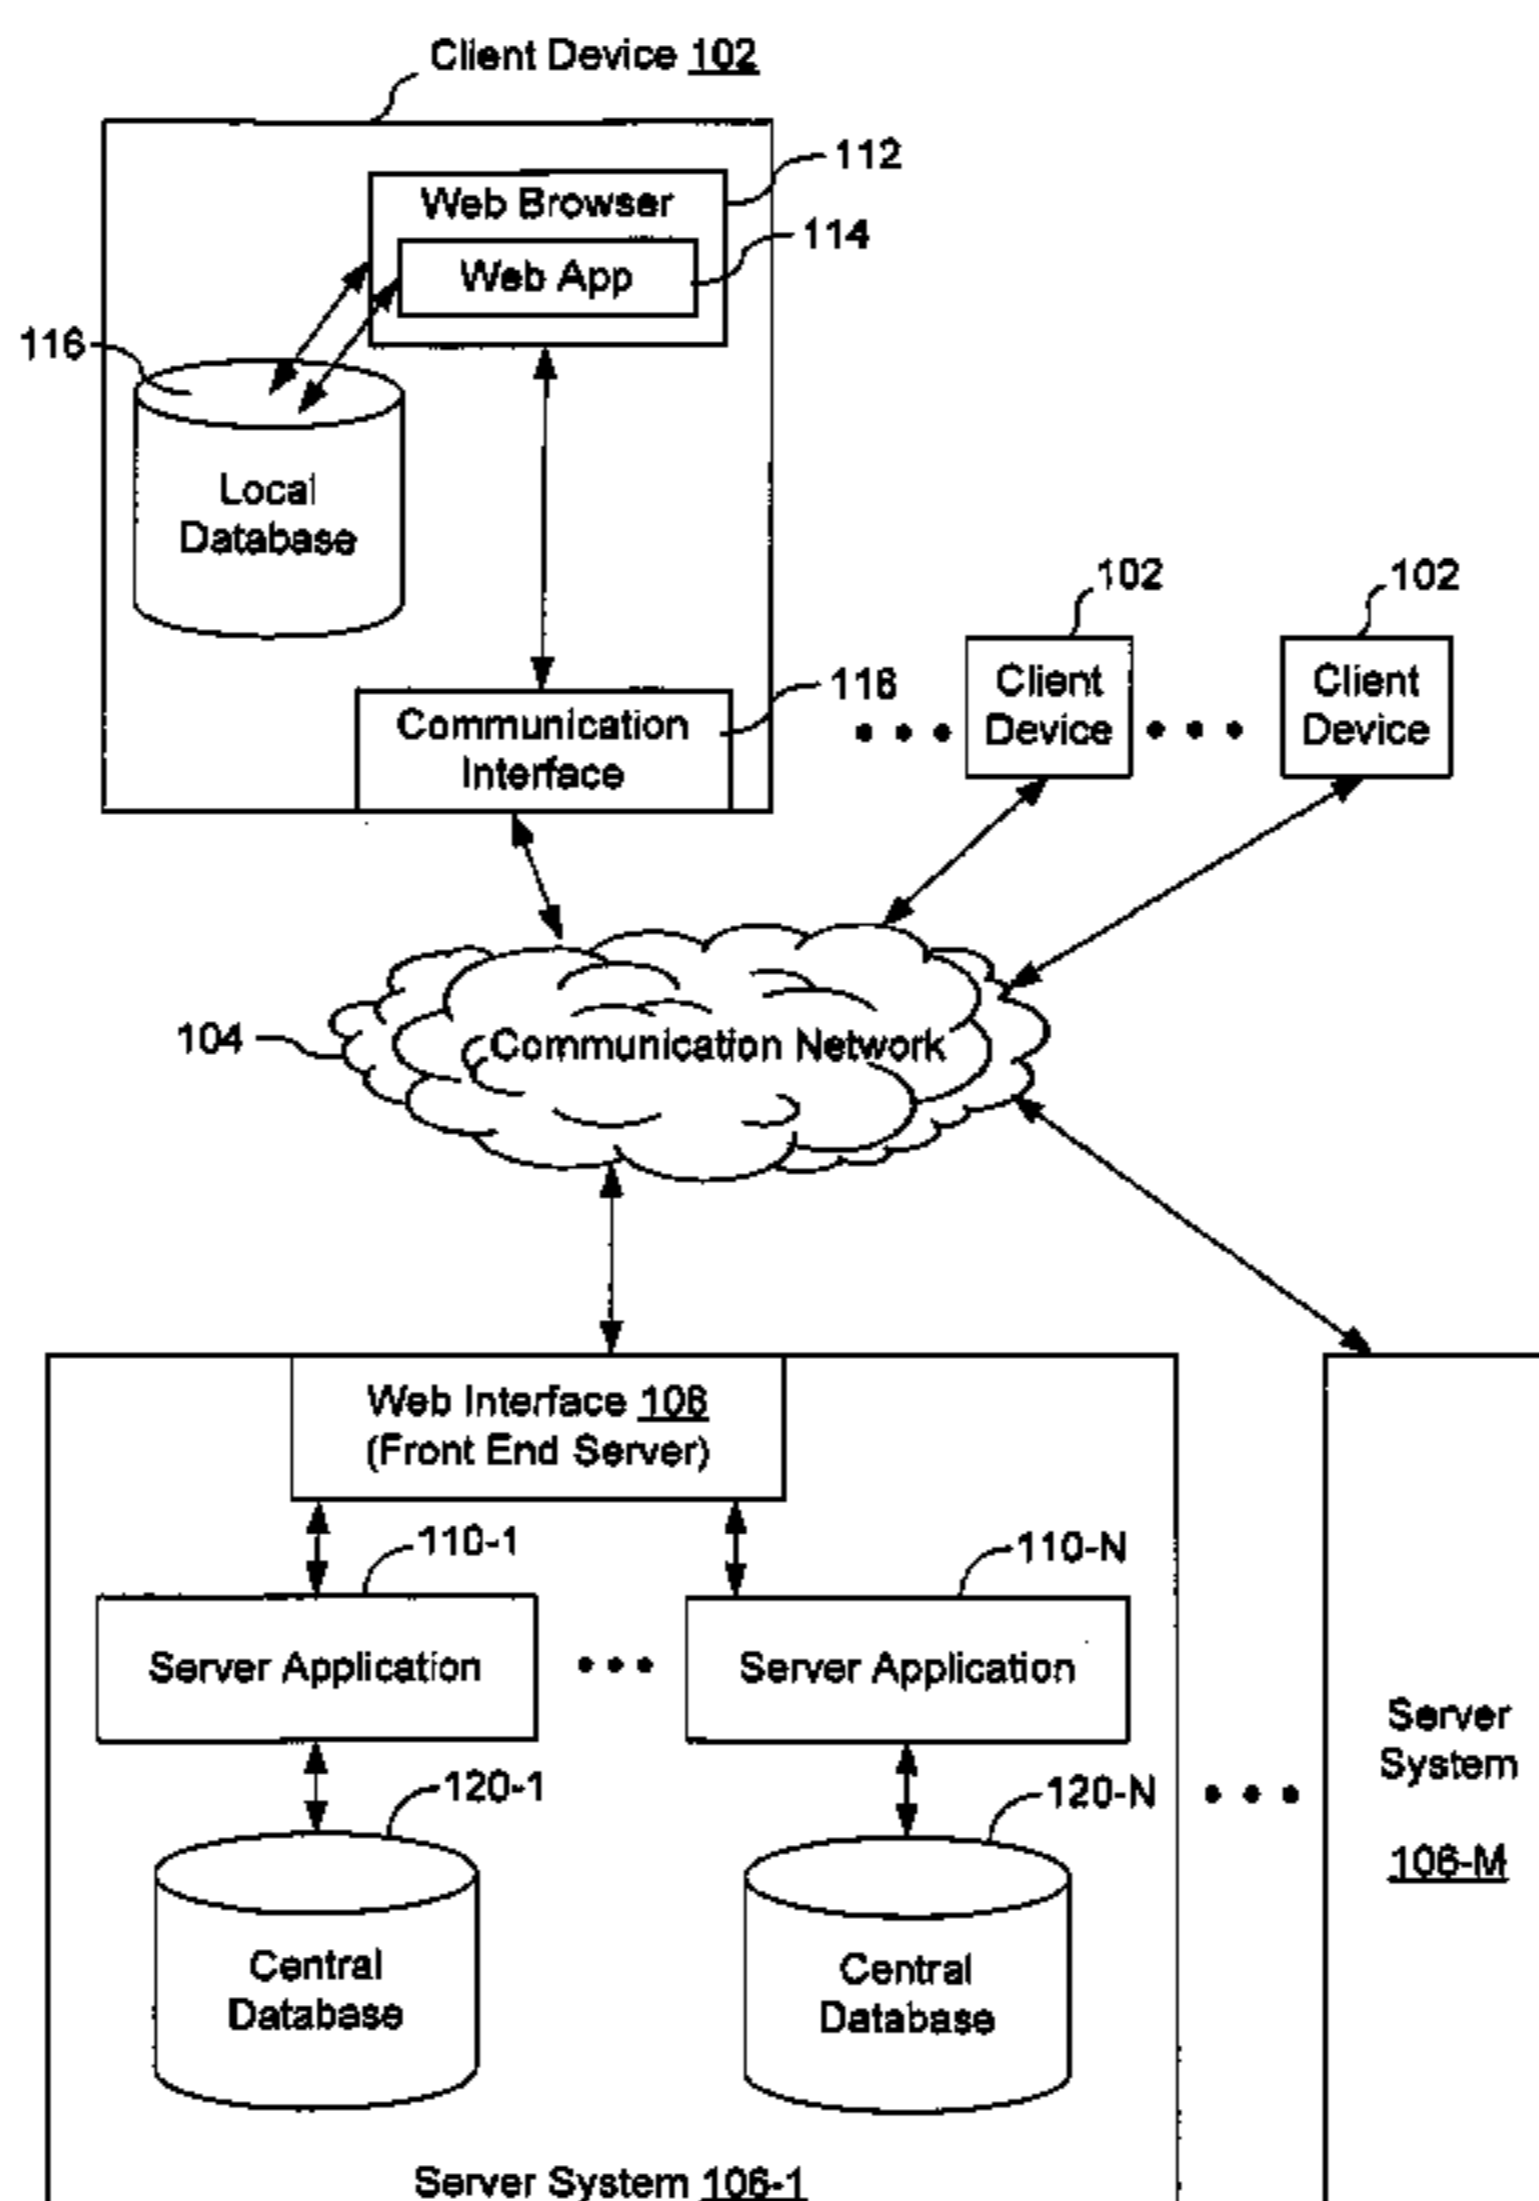 Client Device 102
112
Web Browser
114
Web App
116
Local
Database
102
102
118
Client
Device
Client
Device
Communication
Interface
104
Communication Network
Web Interface 108
(Front End Server)
110-1
110-N
Server Application
Server Application
Server
System
106-M
120-1
120-N
Central
Database
Central
Database
Server System 106-1